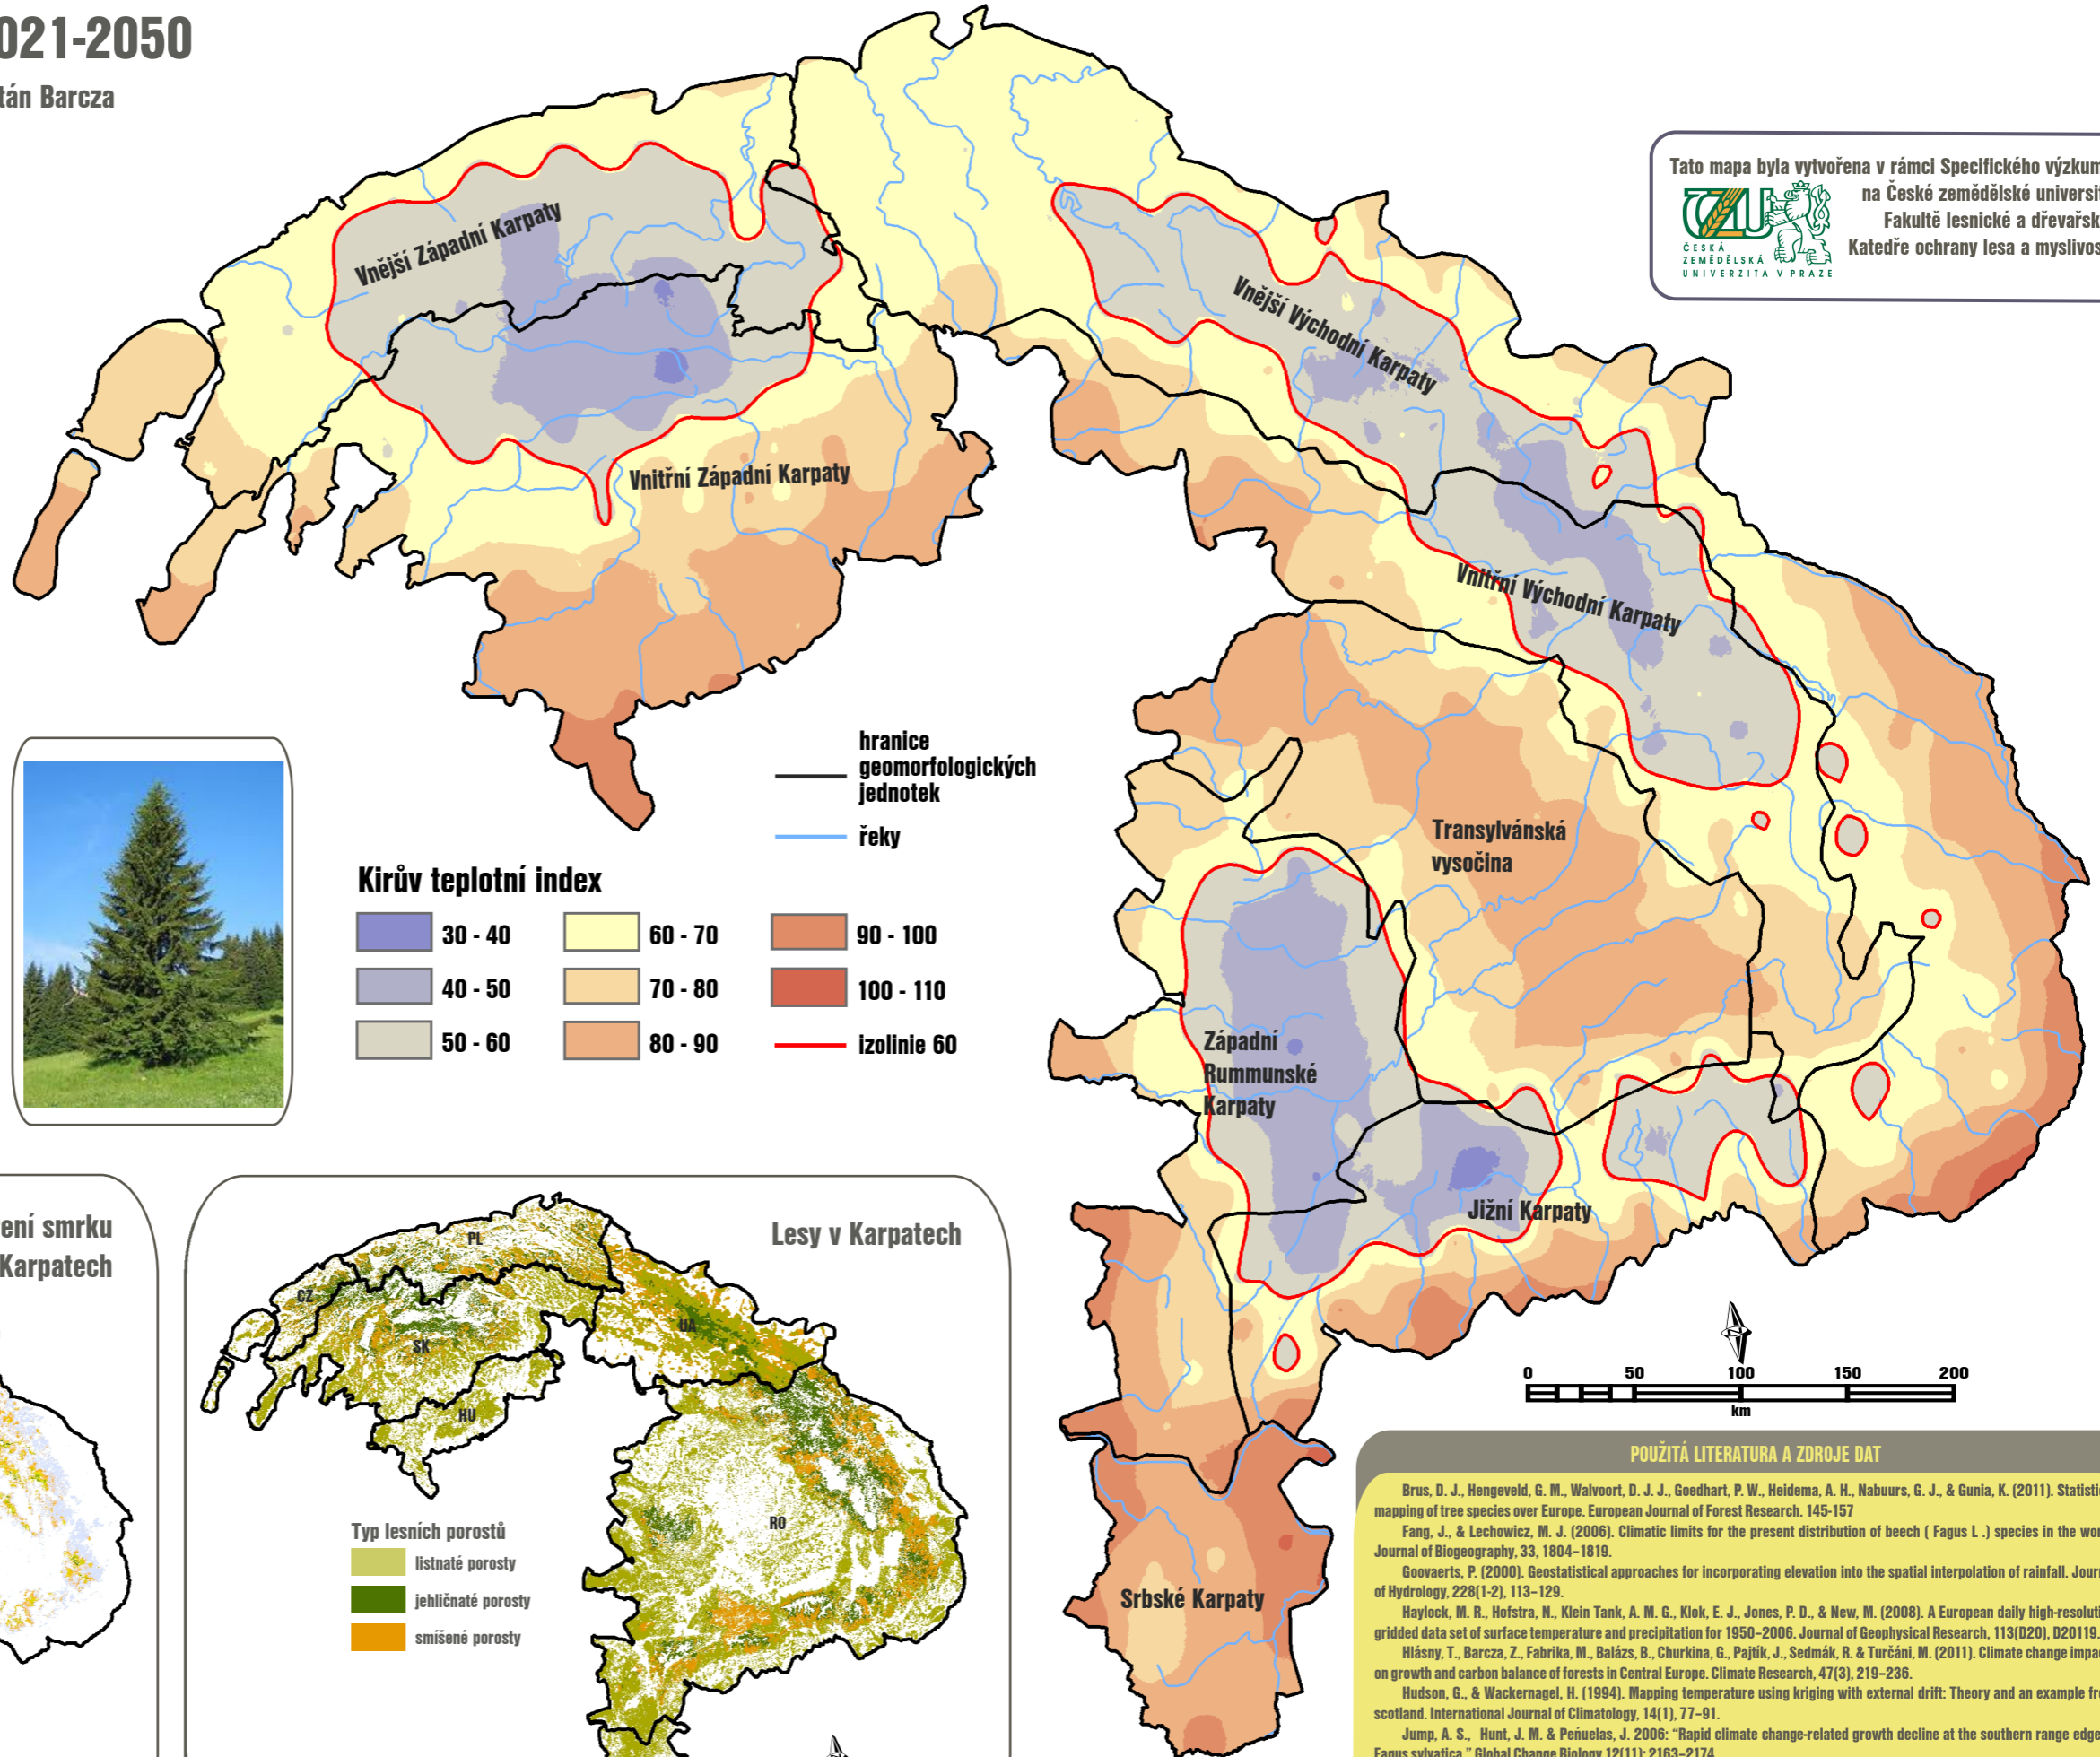 021-2050
tán Barcza
Tato mapa byla vytvořena v rámci Specifického výzkum
na České zemědělské universit
Fakultě lesnické a dřevařsk
Katedře ochrany lesa a myslivos
CZU
ČESKÁ
ZEMĚDĚLSKÁ
UNIVERZITA V PRAZE
Vnější Západní Karpaty
Vnější Východní Karpaty
Vnitřní Západní Karpaty
Vnitřní Východní Karpaty
Transylvánská
vysočina
Západní
Rummunské
Karpaty
Jižní Karpaty
Srbské Karpaty
hranice
geomorfologických
jednotek
řeky
Kirův teplotní index
30 - 40
60 - 70
90 - 100
40 - 50
70 - 80
100 - 110
50 - 60
80 - 90
izolinie 60
ení smrku
Karpatech
Lesy v Karpatech
PL
CZ
SK
UA
HU
RO
Typ lesních porostů
listnaté porosty
jehličnaté porosty
smíšené porosty
0 50 100 150 200
km
POUŽITÁ LITERATURA A ZDROJE DAT
Brus, D. J., Hengeveld, G. M., Walvoort, D. J. J., Goedhart, P. W., Heidema, A. H., Nabuurs, G. J., & Gunia, K. (2011). Statisti
mapping of tree species over Europe. European Journal of Forest Research. 145-157
Fang, J., & Lechowicz, M. J. (2006). Climatic limits for the present distribution of beech ( Fagus L .) species in the wor
Journal of Biogeography, 33, 1804–1819.
Goovaerts, P. (2000). Geostatistical approaches for incorporating elevation into the spatial interpolation of rainfall. Jour
of Hydrology, 228(1-2), 113–129.
Haylock, M. R., Hofstra, N., Klein Tank, A. M. G., Klok, E. J., Jones, P. D., & New, M. (2008). A European daily high-resoluti
gridded data set of surface temperature and precipitation for 1950–2006. Journal of Geophysical Research, 113(D20), D20119.
Hlásny, T., Barcza, Z., Fabrika, M., Balázs, B., Churkina, G., Pajtík, J., Sedmák, R. & Turčáni, M. (2011). Climate change impa
on growth and carbon balance of forests in Central Europe. Climate Research, 47(3), 219–236.
Hudson, G., & Wackernagel, H. (1994). Mapping temperature using kriging with external drift: Theory and an example fr
scotland. International Journal of Climatology, 14(1), 77–91.
Jump, A. S., Hunt, J. M. & Peńuelas, J. 2006: “Rapid climate change-related growth decline at the southern range edge
Fagus sylvatica.” Global Change Biology 12(11): 2163–2174